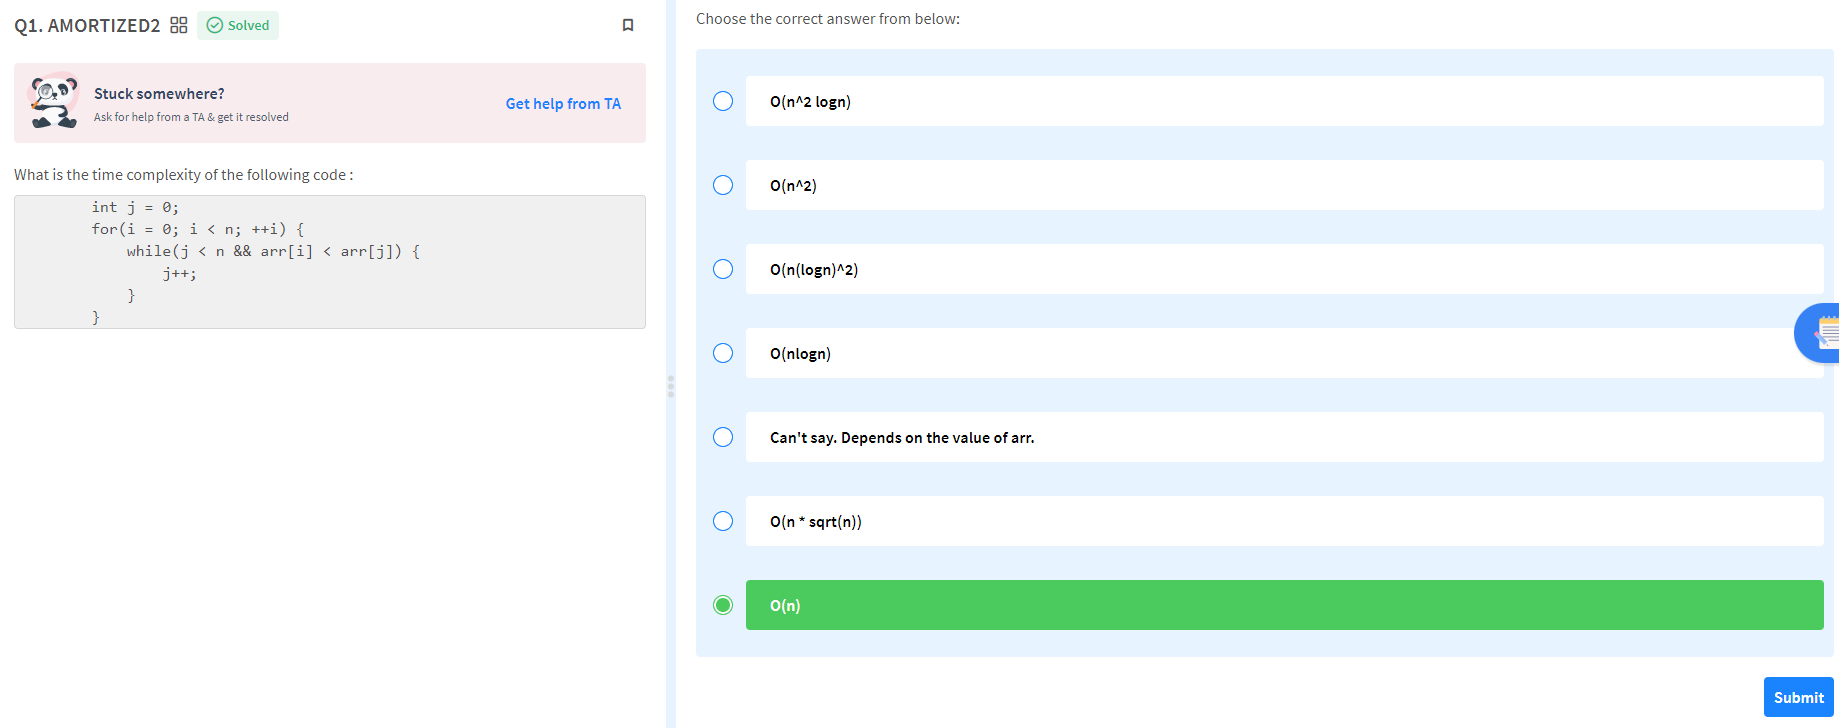 Q1. AMORTIZED2 Solved
Stuck somewhere?
Ask for help from a TA & get it resolved
Get help from TA
What is the time complexity of the following code :
int j = 0;
for(i = 0; i < n; ++i) {
    while(j < n && arr[i] < arr[j]) {
        j++;
    }
}
Choose the correct answer from below:
O(n^2 logn)
O(n^2)
O(n(logn)^2)
O(nlogn)
Can't say. Depends on the value of arr.
O(n * sqrt(n))
O(n)
Submit